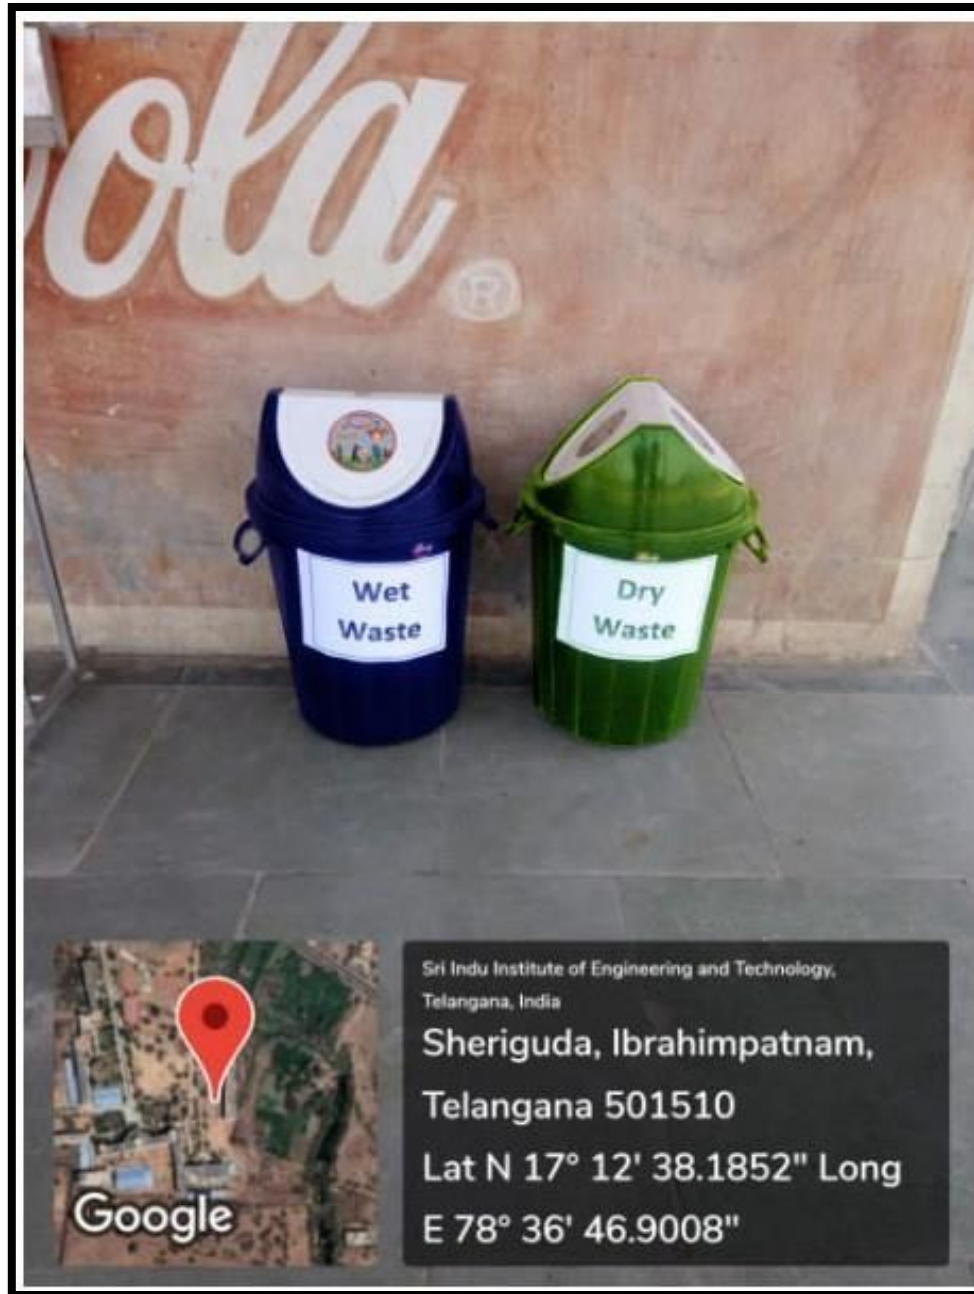 ola
®
Wet
Waste
Dry
Waste
Sri Indu Institute of Engineering and Technology,
Telangana, India
Sheriguda, Ibrahimpatnam,
Telangana 501510
Lat N 17° 12' 38.1852" Long
E 78° 36' 46.9008"
Google